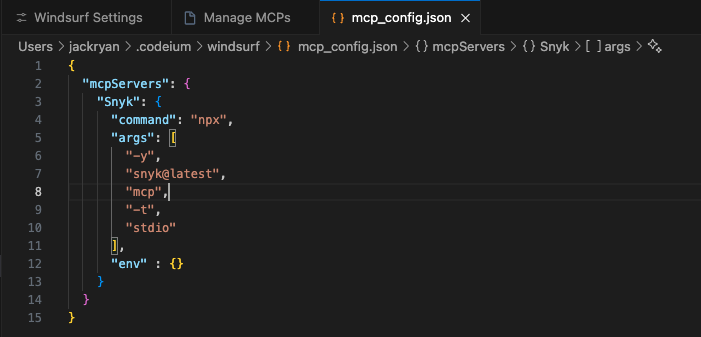 Windsurf Settings Manage MCPs {} mcp_config.json ×
Users > jackryan > .codeium > windsurf > {} mcp_config.json > {} mcpServers > {} Snyk > [ ] args >
1 {
2 "mcpServers": {
3 "Snyk": {
4 "command": "npx",
5 "args": [
6 "-y",
7 "snyk@latest",
8 "mcp",
9 "-t",
10 "stdio"
11 ],
12 "env" : {}
13 }
14 }
15 }